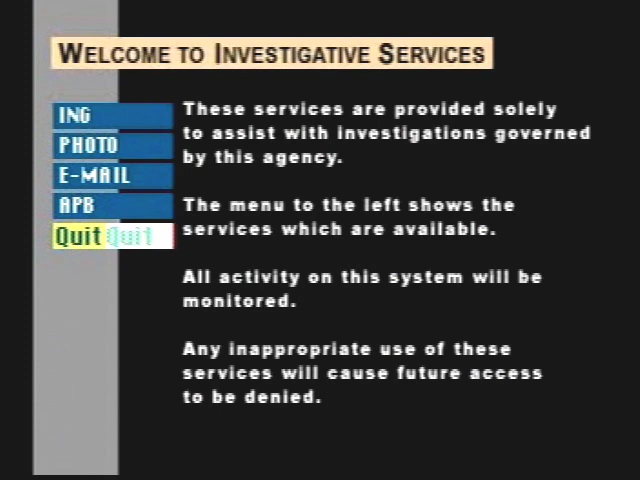 WELCOME TO INVESTIGATIVE SERVICES
ING
PHOTO
E-MAIL
APB
Quit Quit
These services are provided solely
to assist with investigations governed
by this agency.
The menu to the left shows the
services which are available.
All activity on this system will be
monitored.
Any inappropriate use of these
services will cause future access
to be denied.